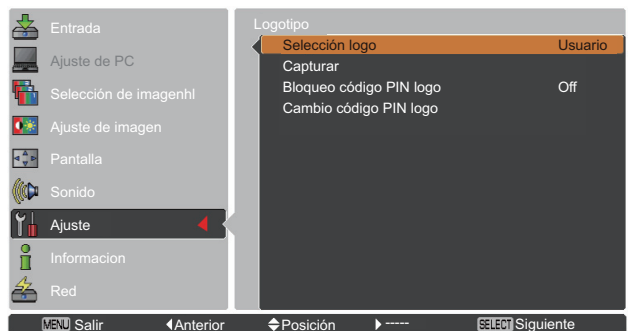 Entrada
Ajuste de PC
Selección de imagenhl
Ajuste de imagen
Pantalla
Sonido
Ajuste
Informacion
Red
Logotipo
Selección logo Usuario
Capturar
Bloqueo código PIN logo Off
Cambio código PIN logo
MENU Salir Anterior Posición ----- SELECT Siguiente